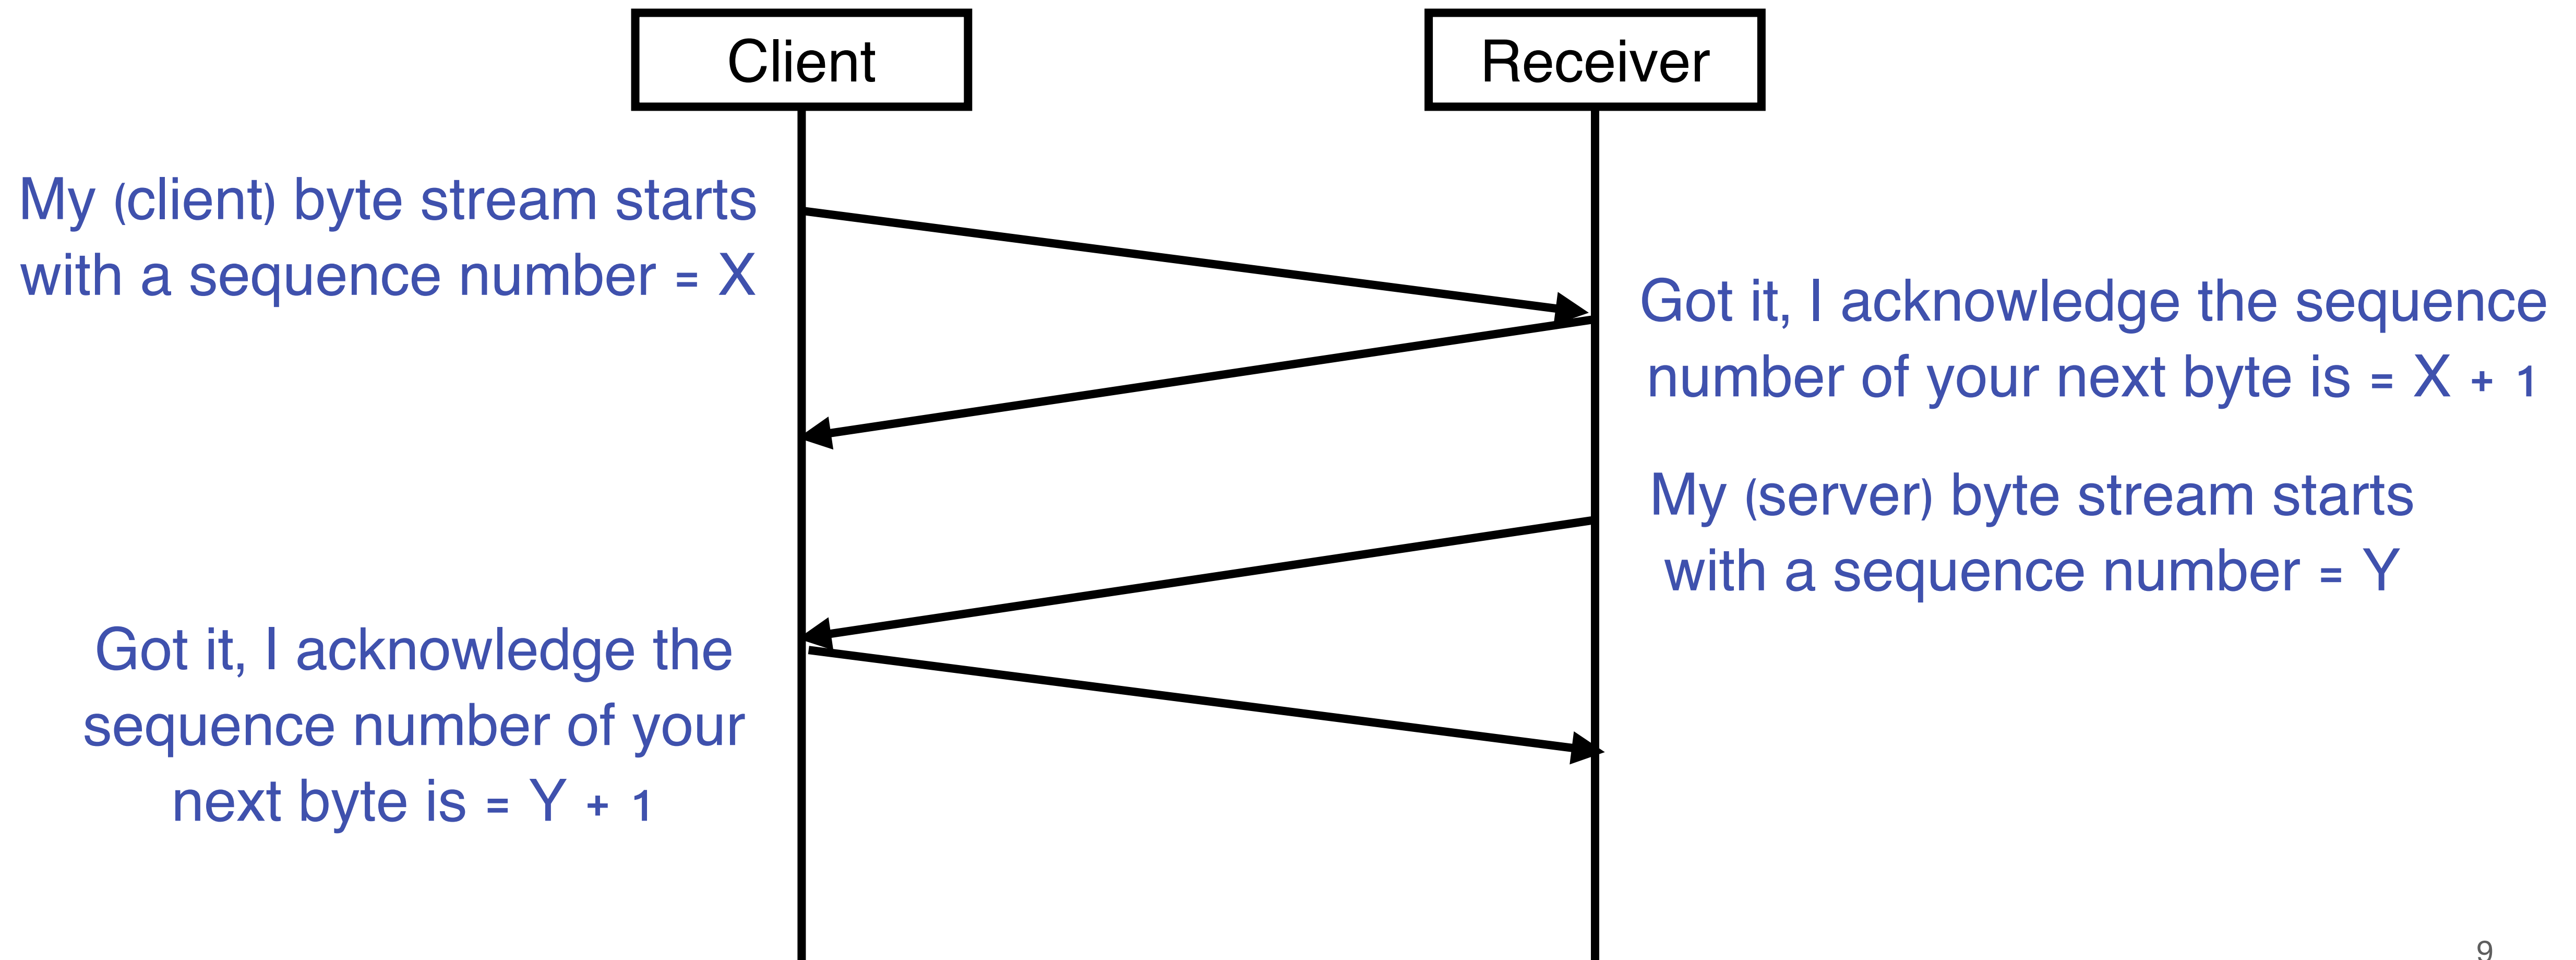 Client
Receiver
My (client) byte stream starts
with a sequence number = X
Got it, I acknowledge the sequence
number of your next byte is = X + 1
My (server) byte stream starts
with a sequence number = Y
Got it, I acknowledge the
sequence number of your
next byte is = Y + 1
9